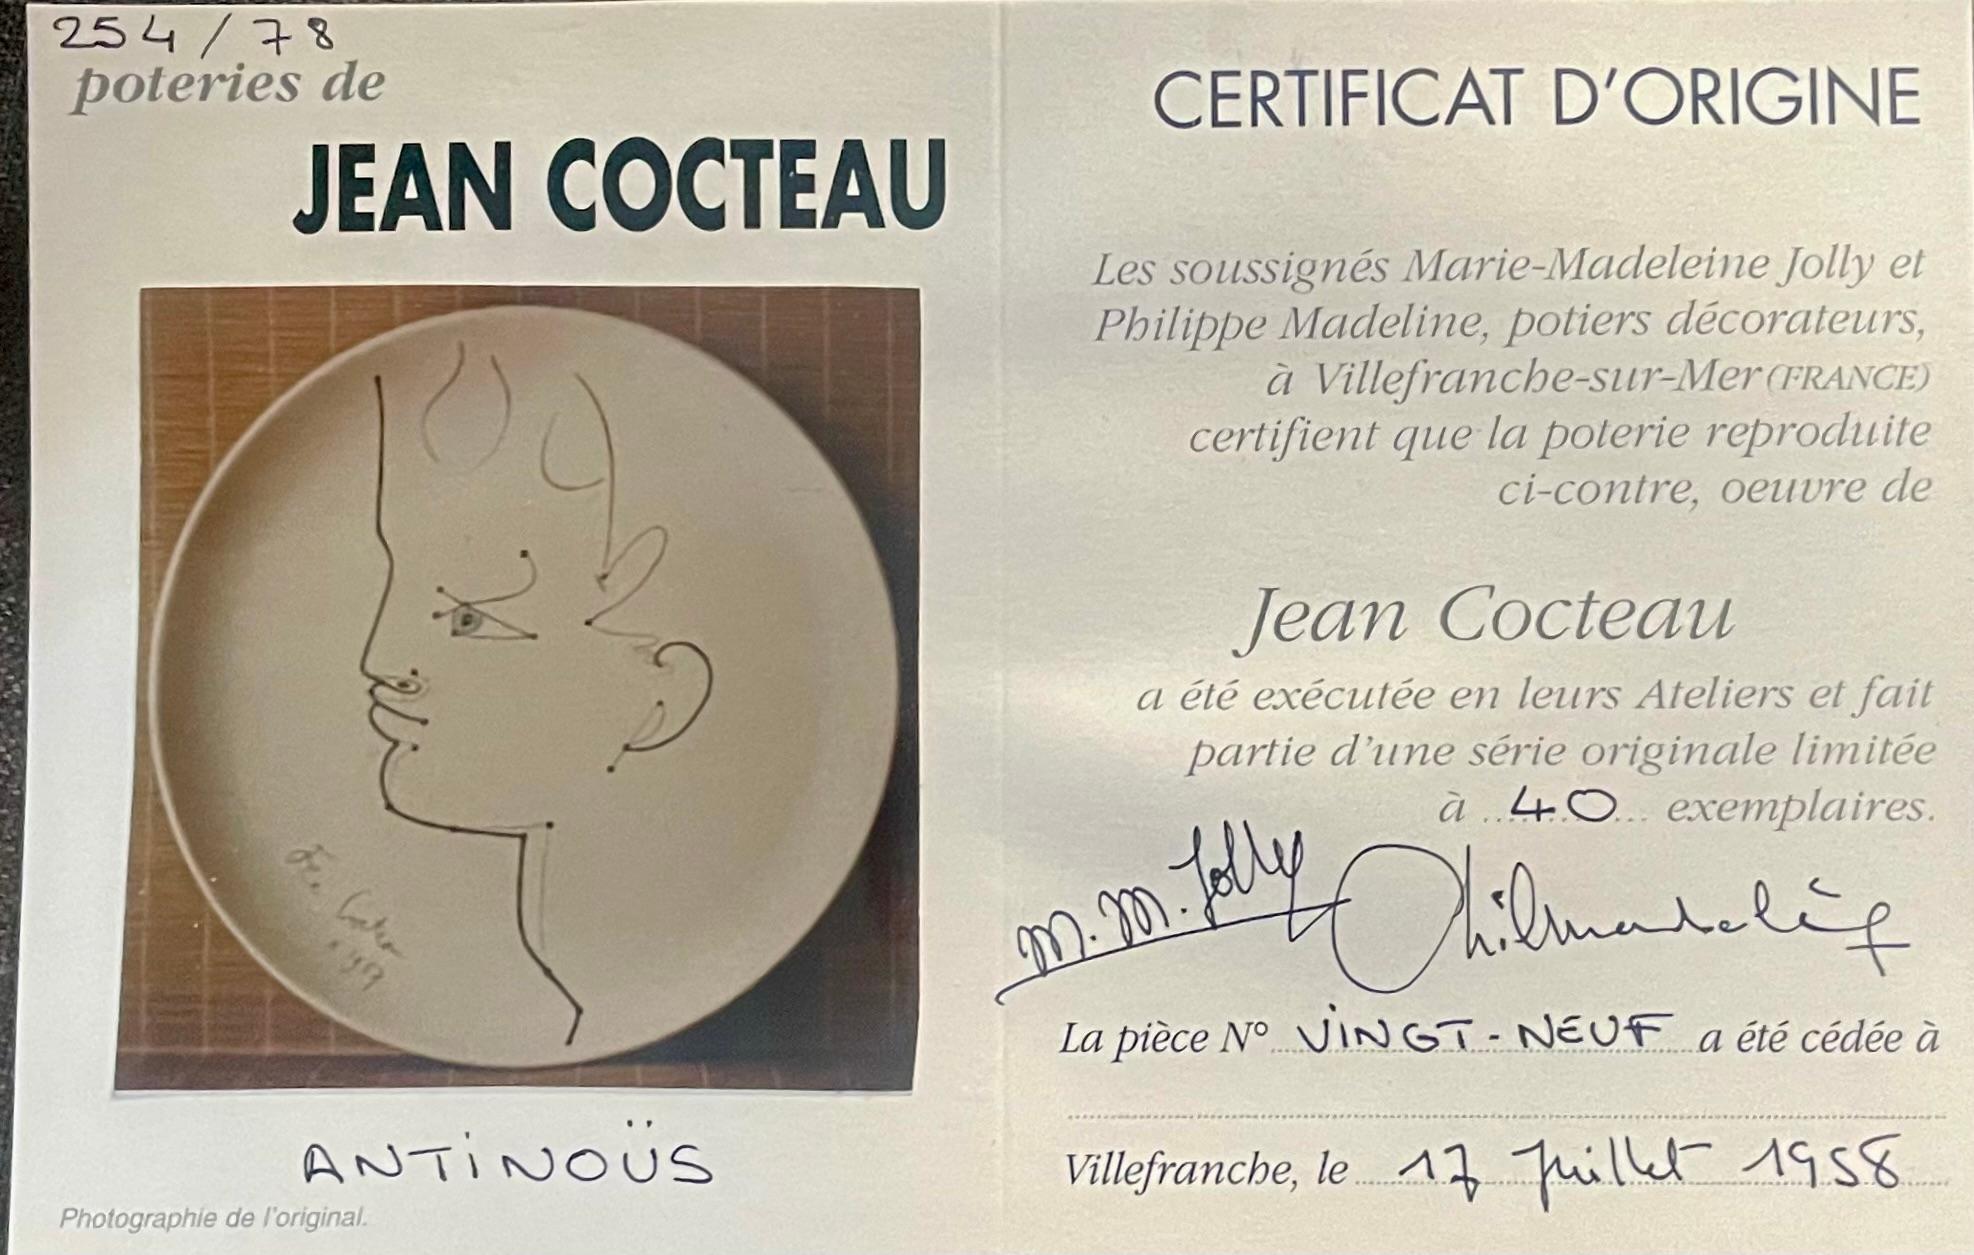 254/78
poteries de
JEAN COCTEAU
ANTINOÜS
Photographie de l'original.
CERTIFICAT D'ORIGINE
Les soussignés Marie-Madeleine Jolly et
Philippe Madeline, potiers décorateurs,
à Villefranche-sur-Mer (FRANCE)
certifient que la poterie reproduite
ci-contre, oeuvre de
Jean Cocteau
a été exécutée en leurs Ateliers et fait
partie d'une série originale limitée
à 40 exemplaires.
M. M. Jolly
La pièce N° VINGT-NEUF a été cédée à
Villefranche, le 17 Juillet 1958